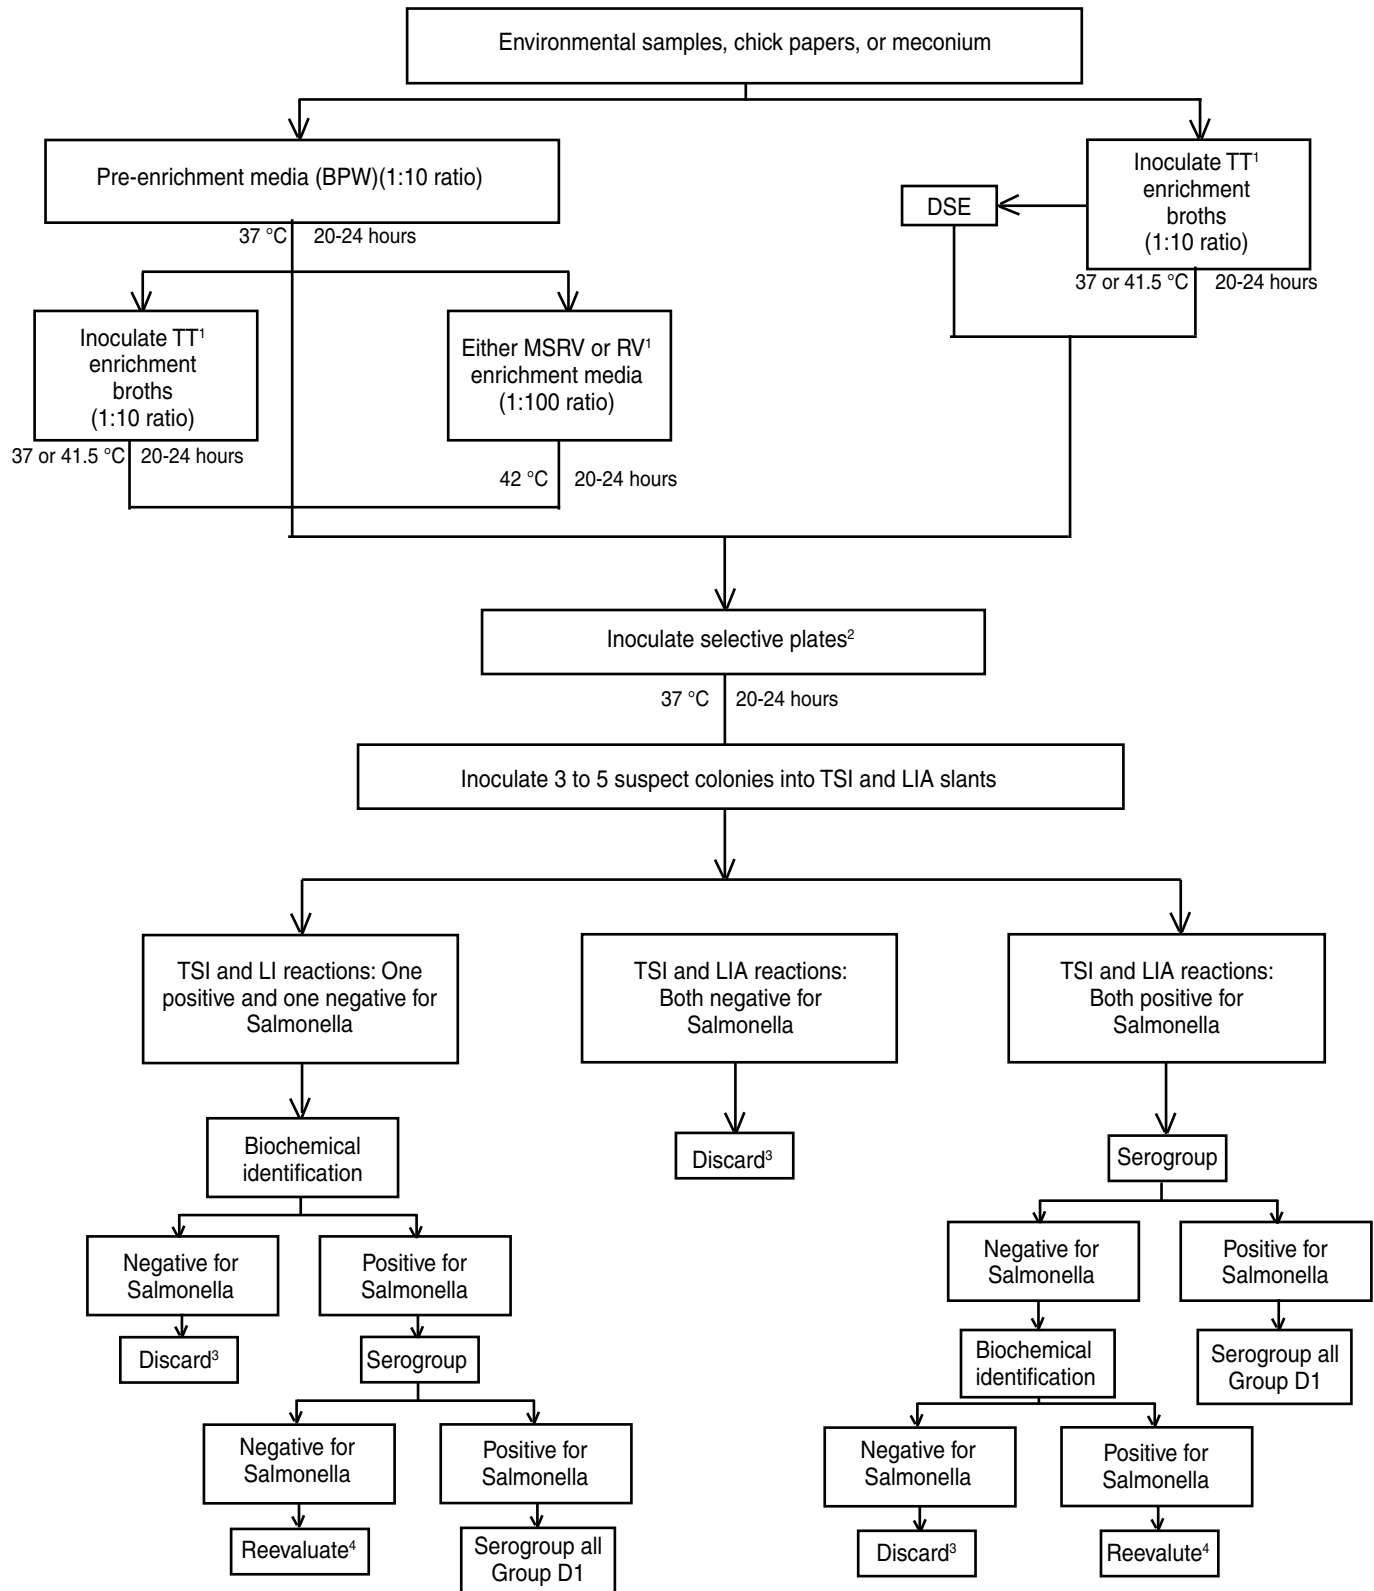 Environmental samples, chick papers, or meconium
Pre-enrichment media (BPW)(1:10 ratio)
37 °C 20-24 hours
DSE
Inoculate TT¹
enrichment
broths
(1:10 ratio)
37 or 41.5 °C 20-24 hours
Inoculate TT¹
enrichment
broths
(1:10 ratio)
37 or 41.5 °C 20-24 hours
Either MSRV or RV¹
enrichment media
(1:100 ratio)
42 °C 20-24 hours
Inoculate selective plates²
37 °C 20-24 hours
Inoculate 3 to 5 suspect colonies into TSI and LIA slants
TSI and LI reactions: One
positive and one negative for
Salmonella
TSI and LIA reactions:
Both negative for
Salmonella
TSI and LIA reactions:
Both positive for
Salmonella
Biochemical
identification
Discard³
Serogroup
Negative for
Salmonella
Positive for
Salmonella
Negative for
Salmonella
Positive for
Salmonella
Discard³
Serogroup
Biochemical
identification
Serogroup all
Group D1
Negative for
Salmonella
Positive for
Salmonella
Negative for
Salmonella
Positive for
Salmonella
Reevaluate⁴
Serogroup all
Group D1
Discard³
Reevalute⁴